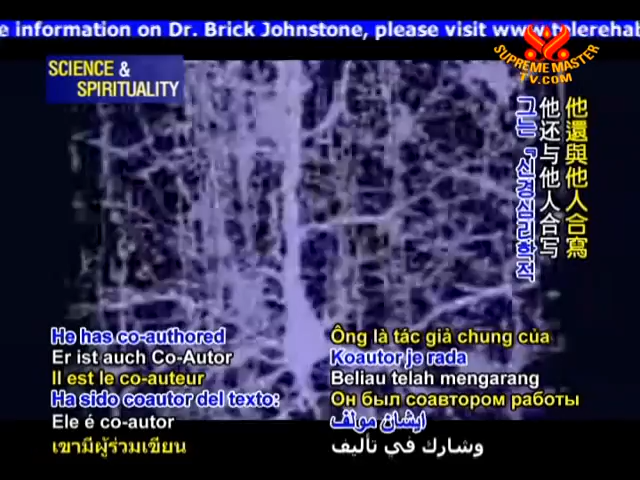 e information on Dr. Brick Johnstone, please visit www.telerehab
SUPREME MASTER
TV.COM
SCIENCE &
SPIRITUALITY
他還與他人合寫
他还与他人合写
그는 『신경심리학적
He has co-authored
Er ist auch Co-Autor
Il est le co-auteur
Ha sido coautor del texto:
Ele é co-autor
เขามีผู้ร่วมเขียน
Ông là tác giả chung của
Koautor je rada
Beliau telah mengarang
Он был соавтором работы
ایشان مولف
وشارك في تأليف